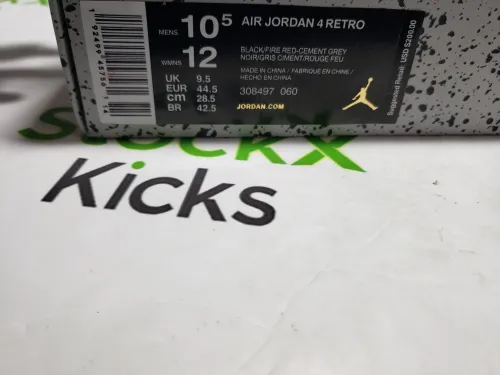 MENS 10⁵ AIR JORDAN 4 RETRO
WMNS 12 BLACK/FIRE RED-CEMENT GREY
NOIR/GRIS CIMENT/ROUGE FEU
UK 9.5 MADE IN CHINA / FABRIQUE EN CHINE /
EUR 44.5 HECHO EN CHINA
cm 28.5 308497 060
BR 42.5 JORDAN.COM
Suggested Retail: USD S200.00
StockX
Kicks